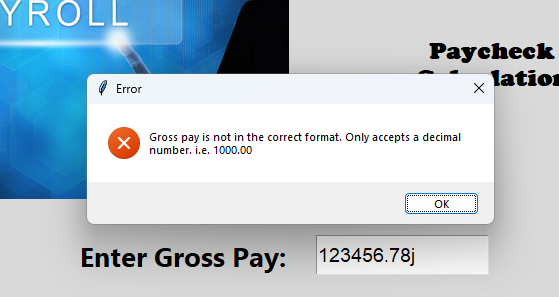 YROLL
Paycheck
Calculation
Error
Gross pay is not in the correct format. Only accepts a decimal
number. i.e. 1000.00
OK
Enter Gross Pay:
123456.78j